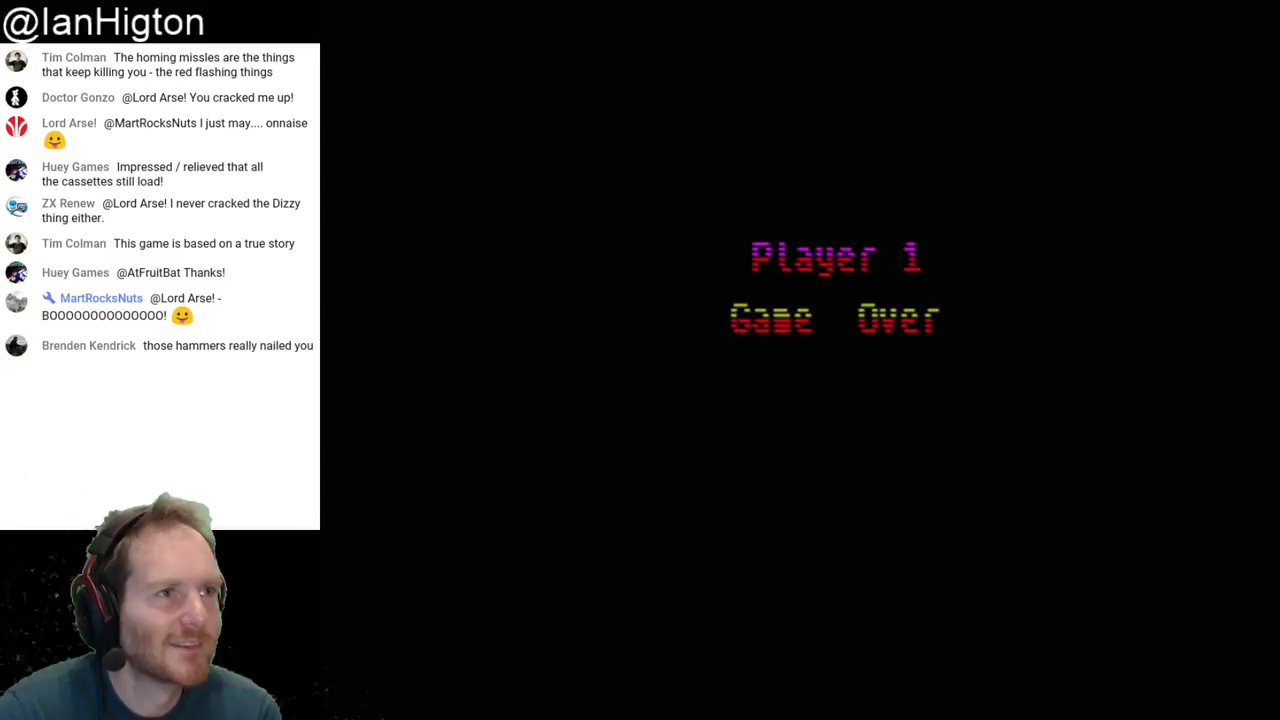 @IanHigton
Tim Colman The homing missles are the things
that keep killing you - the red flashing things
Doctor Gonzo @Lord Arse! You cracked me up!
Lord Arse! @MartRocksNuts I just may.... onnaise
Huey Games Impressed / relieved that all
the cassettes still load!
ZX Renew @Lord Arse! I never cracked the Dizzy
thing either.
Tim Colman This game is based on a true story
Huey Games @AtFruitBat Thanks!
MartRocksNuts @Lord Arse! -
BOOOOOOOOOOOOOO!
Brenden Kendrick those hammers really nailed you
Player 1
Game Over